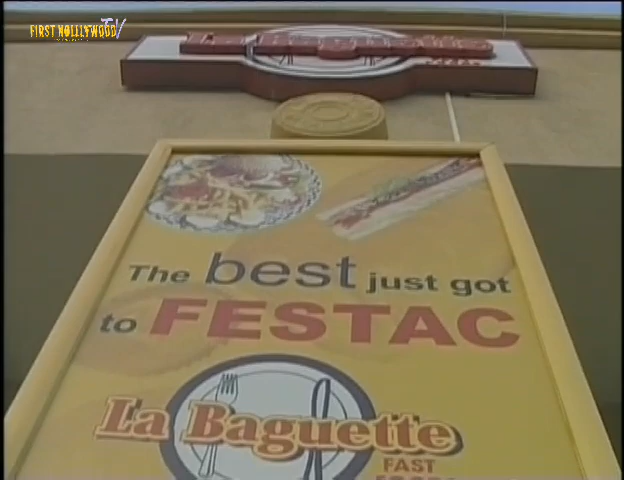 FIRST NOLLYWOOD TV
La Baguette
The best just got
to FESTAC
La Baguette
FAST